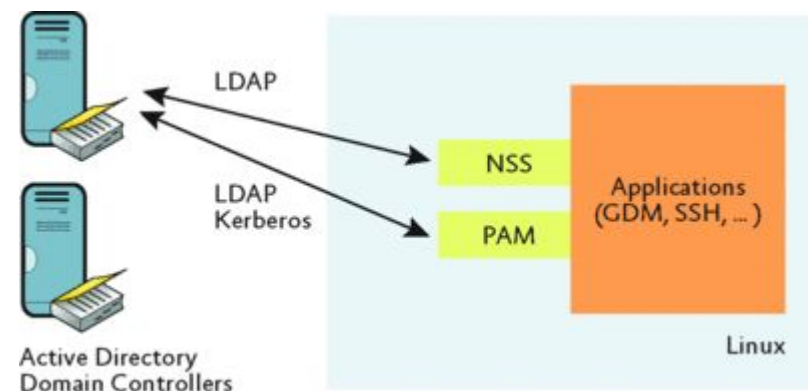 LDAP
LDAP
Kerberos
NSS
PAM
Applications
(GDM, SSH, ... )
Linux
Active Directory
Domain Controllers